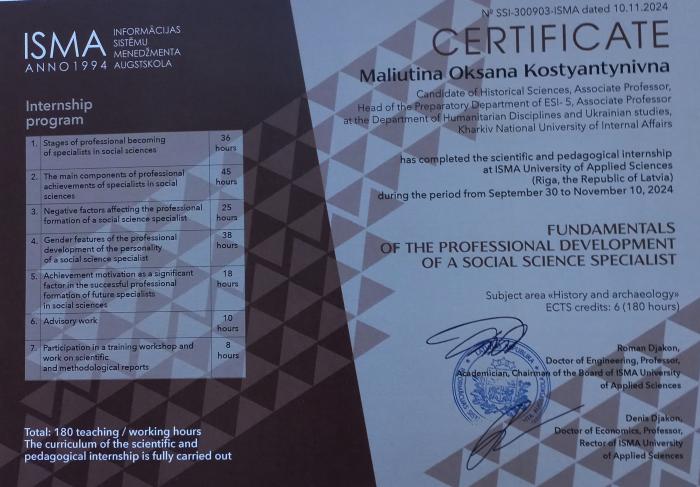 ISMA
INFORMĀCIJAS
SISTĒMU
MENEDŽMENTA
ANNO1994 AUGSTSKOLA
Internship
program
1. Stages of professional becoming
of specialists in social sciences
36
hours
2. The main components of professional
achievements of specialists in social
sciences
45
hours
3. Negative factors affecting the professional
formation of a social science specialist
25
hours
4. Gender features of the professional
development of the personality
of a social science specialist
38
hours
5. Achievement motivation as a significant
factor in the successful professional
formation of future specialists
in social sciences
18
hours
6. Advisory work
10
hours
7. Participation in a training workshop and
work on scientific
and methodological reports
8
hours
Total: 180 teaching / working hours
The curriculum of the scientific and
pedagogical internship is fully carried out
№ SSI-300903-ISMA dated 10.11.2024
CERTIFICATE
Maliutina Oksana Kostyantynivna
Candidate of Historical Sciences, Associate Professor,
Head of the Preparatory Department of ESI- 5, Associate Professor
at the Department of Humanitarian Disciplines and Ukrainian studies,
Kharkiv National University of Internal Affairs
has completed the scientific and pedagogical internship
at ISMA University of Applied Sciences
(Riga, the Republic of Latvia)
during the period from September 30 to November 10, 2024
FUNDAMENTALS
OF THE PROFESSIONAL DEVELOPMENT
OF A SOCIAL SCIENCE SPECIALIST
Subject area «History and archaeology»
ECTS credits: 6 (180 hours)
Roman Djakon,
Doctor of Engineering, Professor,
Academician, Chairman of the Board of ISMA University
of Applied Sciences
Denis Djakon,
Doctor of Economics, Professor,
Rector of ISMA University
of Applied Sciences